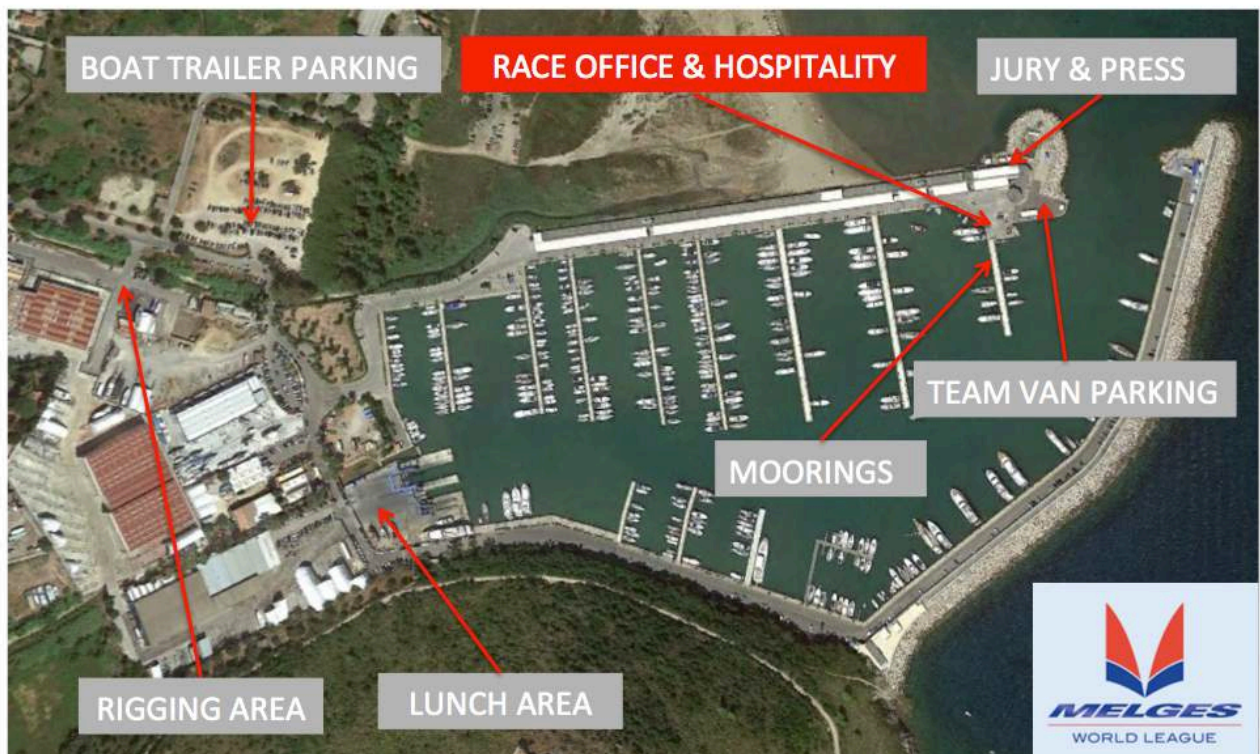 BOAT TRAILER PARKING
RACE OFFICE & HOSPITALITY
JURY & PRESS
TEAM VAN PARKING
MOORINGS
RIGGING AREA
LUNCH AREA
MELGES
WORLD LEAGUE